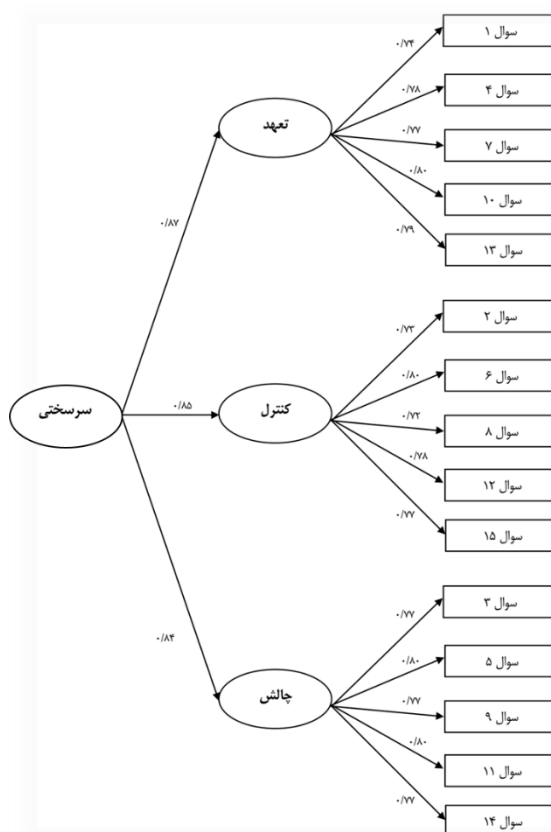 سوال ۱
۰/۷۴
سوال ۴
۰/۷۸
تعهد
سوال ۷
۰/۷۷
سوال ۱۰
۰/۸۰
سوال ۱۳
۰/۷۹
۰/۸۷
سوال ۲
۰/۷۳
سوال ۶
۰/۸۰
سرسختی
۰/۸۵
کنترل
سوال ۸
۰/۷۲
سوال ۱۲
۰/۷۸
سوال ۱۵
۰/۷۷
سوال ۳
۰/۷۷
۰/۸۴
سوال ۵
۰/۸۰
چالش
سوال ۹
۰/۷۷
سوال ۱۱
۰/۸۰
سوال ۱۴
۰/۷۷